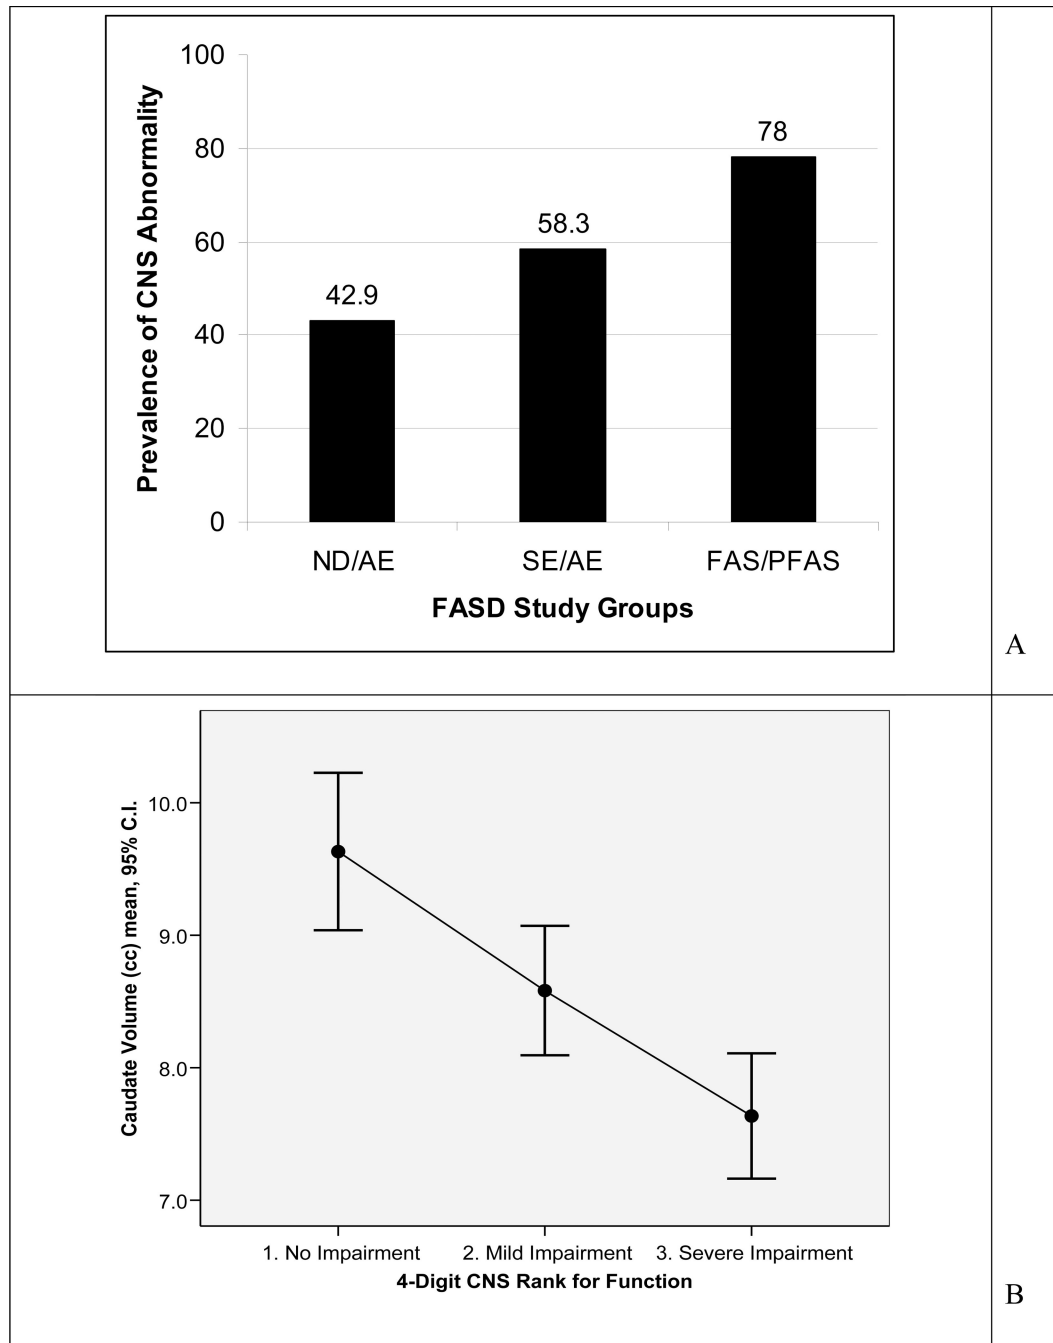 Prevalence of CNS Abnormality
100
80
60
40
20
0
42.9
58.3
78
ND/AE SE/AE FAS/PFAS
FASD Study Groups
A
Caudate Volume (cc) mean, 95% C.I.
10.0
9.0
8.0
7.0
1. No Impairment 2. Mild Impairment 3. Severe Impairment
4-Digit CNS Rank for Function
B